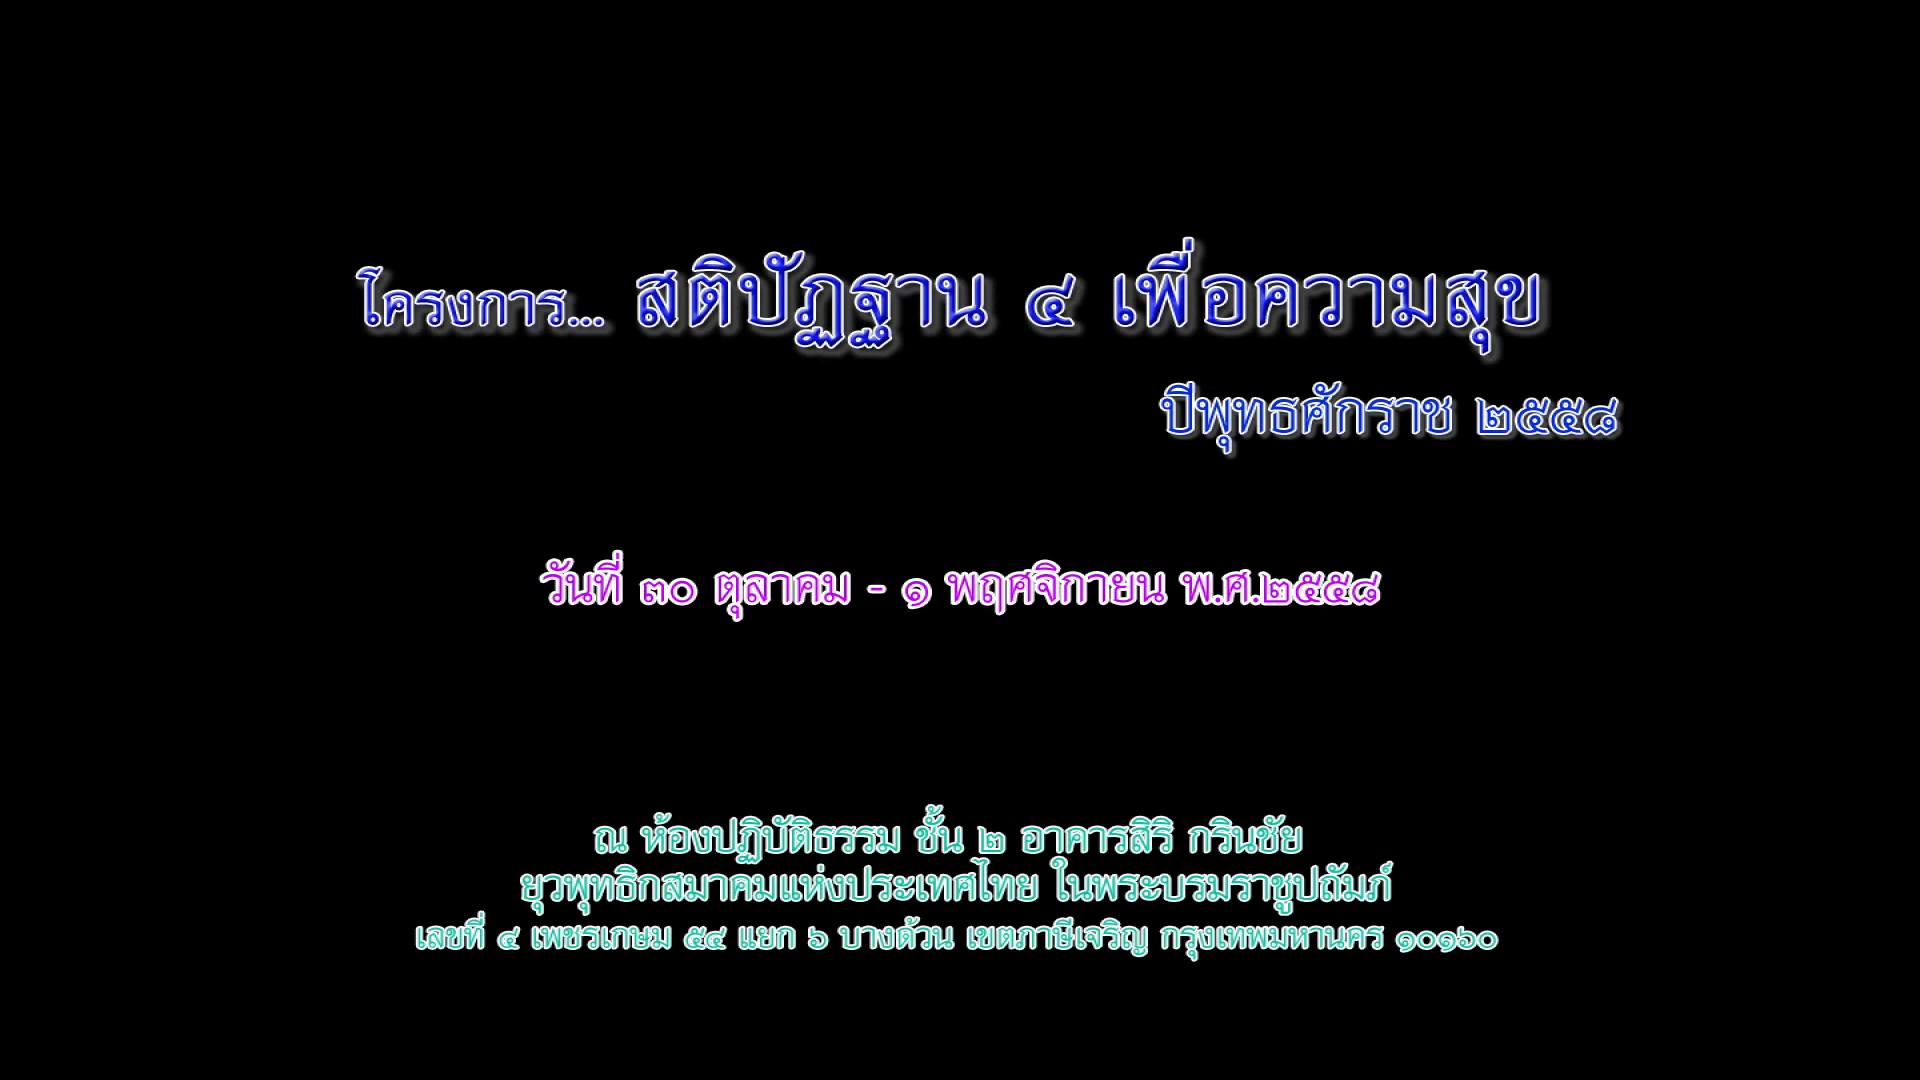 โครงการ... สติปัฏฐาน ๔ เพื่อความสุข
ปีพุทธศักราช ๒๕๕๘
วันที่ ๓๐ ตุลาคม - ๑ พฤศจิกายน พ.ศ.๒๕๕๘
ณ ห้องปฏิบัติธรรม ชั้น ๒ อาคารสิริ กรินชัย
ยุวพุทธิกสมาคมแห่งประเทศไทย ในพระบรมราชูปถัมภ์
เลขที่ ๔ เพชรเกษม ๕๔ แยก ๖ บางด้วน เขตภาษีเจริญ กรุงเทพมหานคร ๑๐๑๖๐